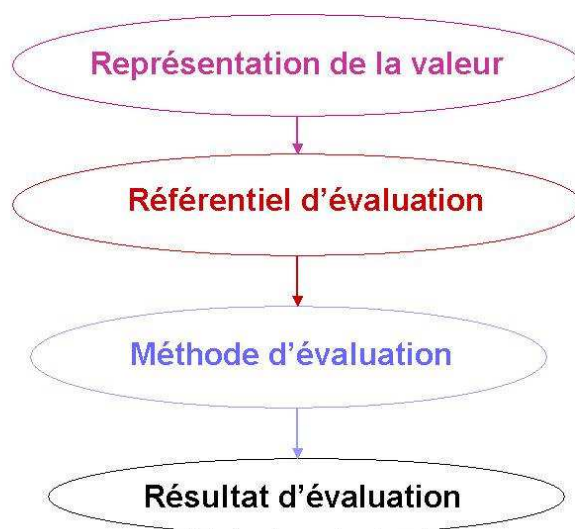 Représentation de la valeur
Référentiel d’évaluation
Méthode d’évaluation
Résultat d’évaluation